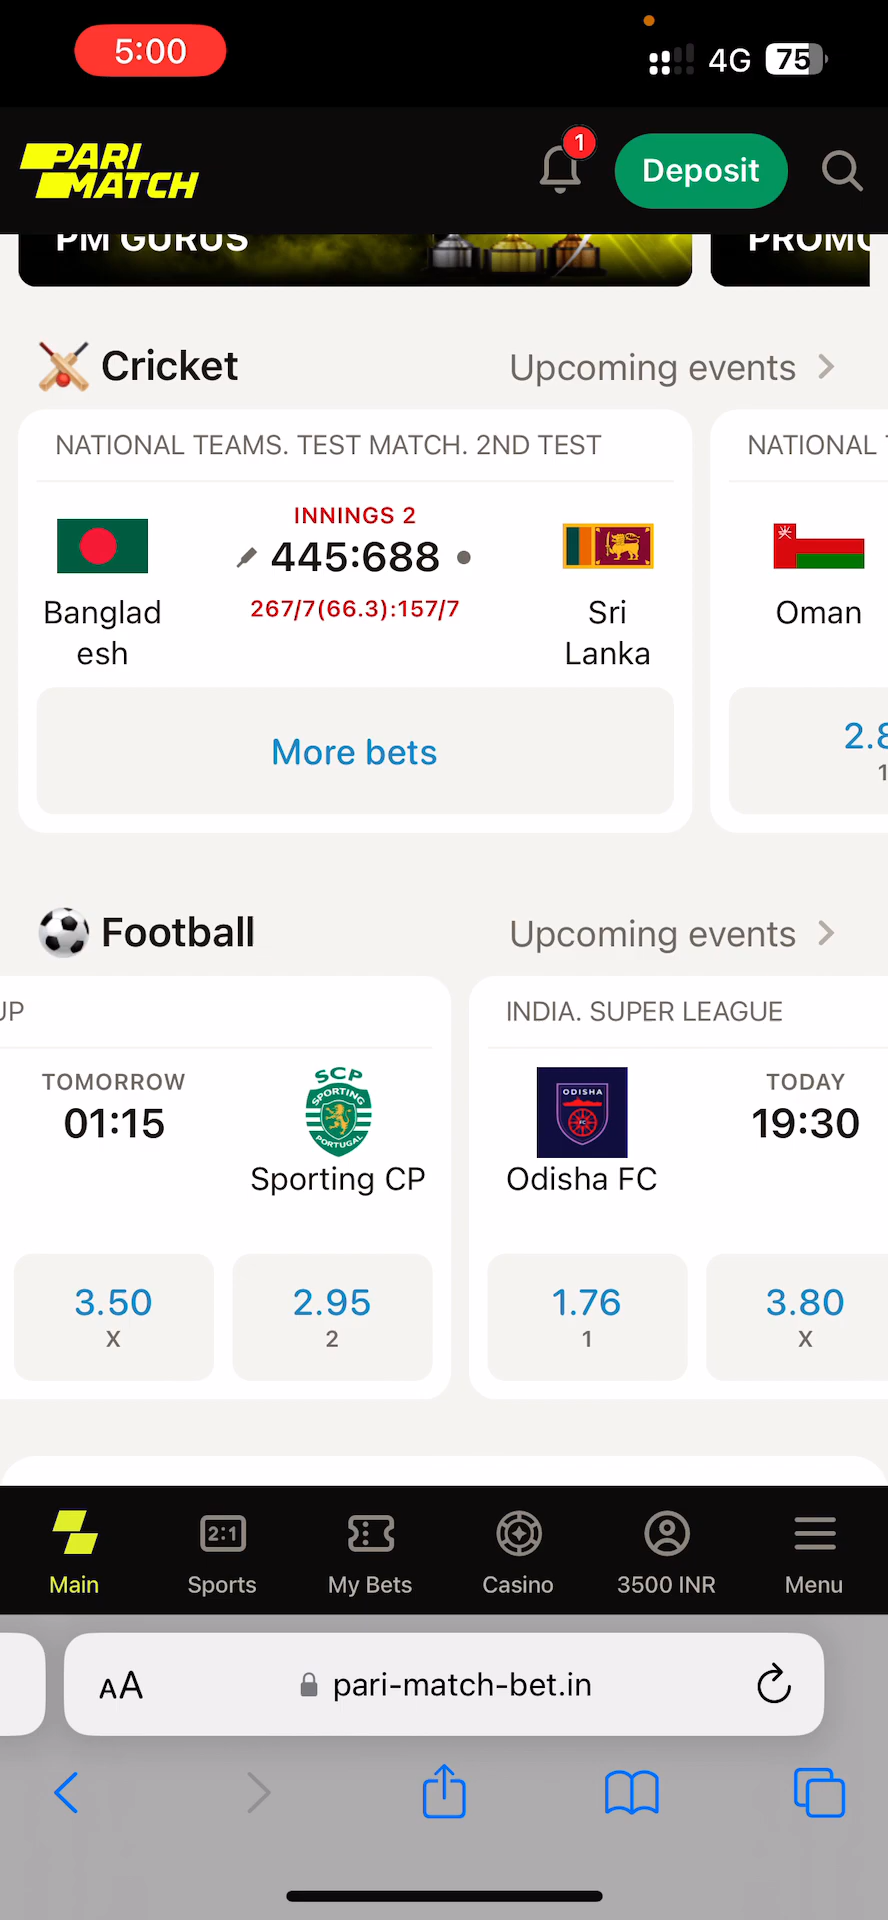 5:00
4G 75
PARI
MATCH
1
Deposit
PM GURUS
Cricket
Upcoming events
NATIONAL TEAMS. TEST MATCH. 2ND TEST
NATIONAL
INNINGS 2
445:688
267/7(66.3):157/7
Banglad
esh
Sri
Lanka
Oman
More bets
2.8
1
Football
Upcoming events
UP
INDIA. SUPER LEAGUE
TOMORROW
01:15
SCP
SPORTING
PORTUGAL
Sporting CP
ODISHA
FC
Odisha FC
TODAY
19:30
3.50
X
2.95
2
1.76
1
3.80
X
Main
2:1
Sports
My Bets
Casino
3500 INR
Menu
AA
pari-match-bet.in